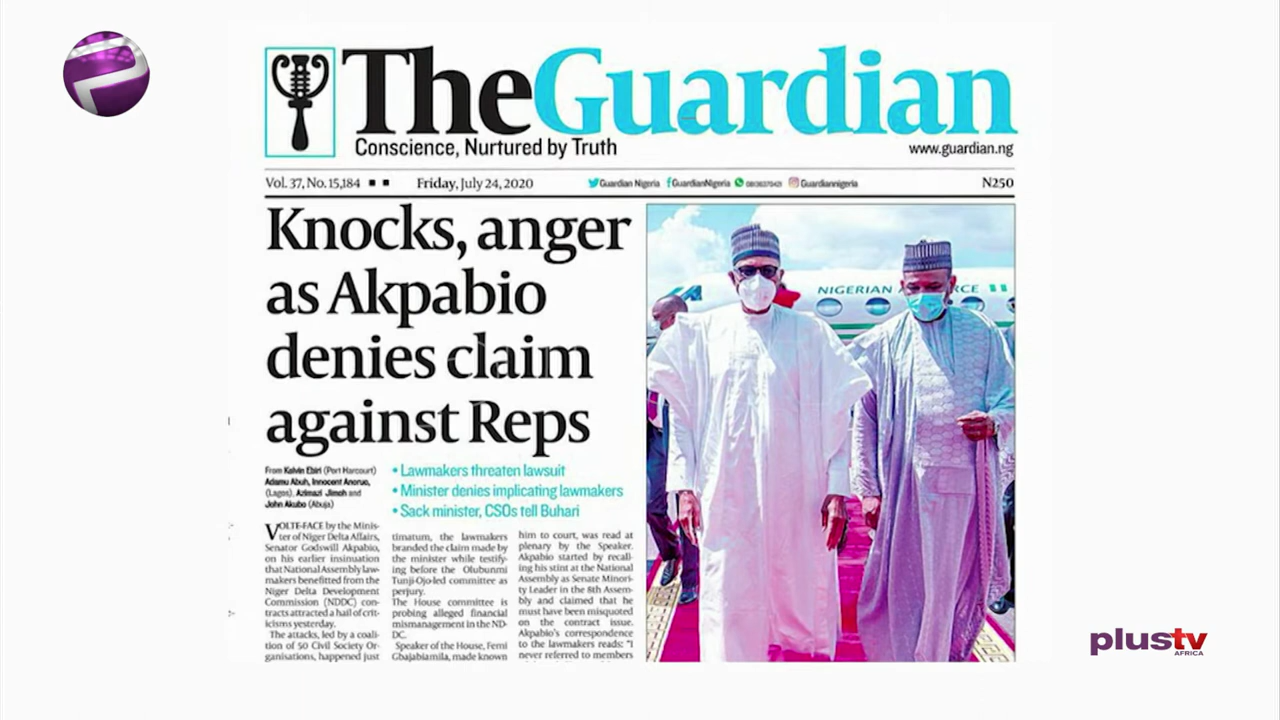 TheGuardian
Conscience, Nurtured by Truth
www.guardian.ng
Vol. 37, No. 15,184
Friday, July 24, 2020
Guardian Nigeria
GuardianNigeria
Guardiannigeria
N250
Knocks, anger
as Akpabio
denies claim
against Reps
From Kelvin Ebiri (Port Harcourt)
Adamu Abuh, Innocent Anoruo,
(Lagos), Azimazi Jimoh and
John Akubo (Abuja)
• Lawmakers threaten lawsuit
• Minister denies implicating lawmakers
• Sack minister, CSOs tell Buhari
VOLTE-FACE by the Minis-
ter of Niger Delta Affairs,
Senator Godswill Akpabio,
on his earlier insinuation
that National Assembly law-
makers benefitted from the
Niger Delta Development
Commission (NDDC) con-
tracts attracted a hail of crit-
icisms yesterday.
The attacks, led by a coali-
tion of 50 Civil Society Or-
ganisations, happened just
timatum, the lawmakers
branded the claim made by
the minister while testify-
ing before the Olubunmi
Tunji-Ojo-led committee as
perjury.
The House committee is
probing alleged financial
mismanagement in the ND-
DC.
Speaker of the House, Femi
Gbajabiamila, made known
him to court, was read at
plenary by the Speaker.
Akpabio started by recall-
ing his stint at the National
Assembly as Senate Minori-
ty Leader in the 8th Assem-
bly and claimed that he
must have been misquoted
on the contract issue.
Akpabio's correspondence
to the lawmakers reads: "I
never referred to members
NIGERIAN A RCE
plustv
AFRICA